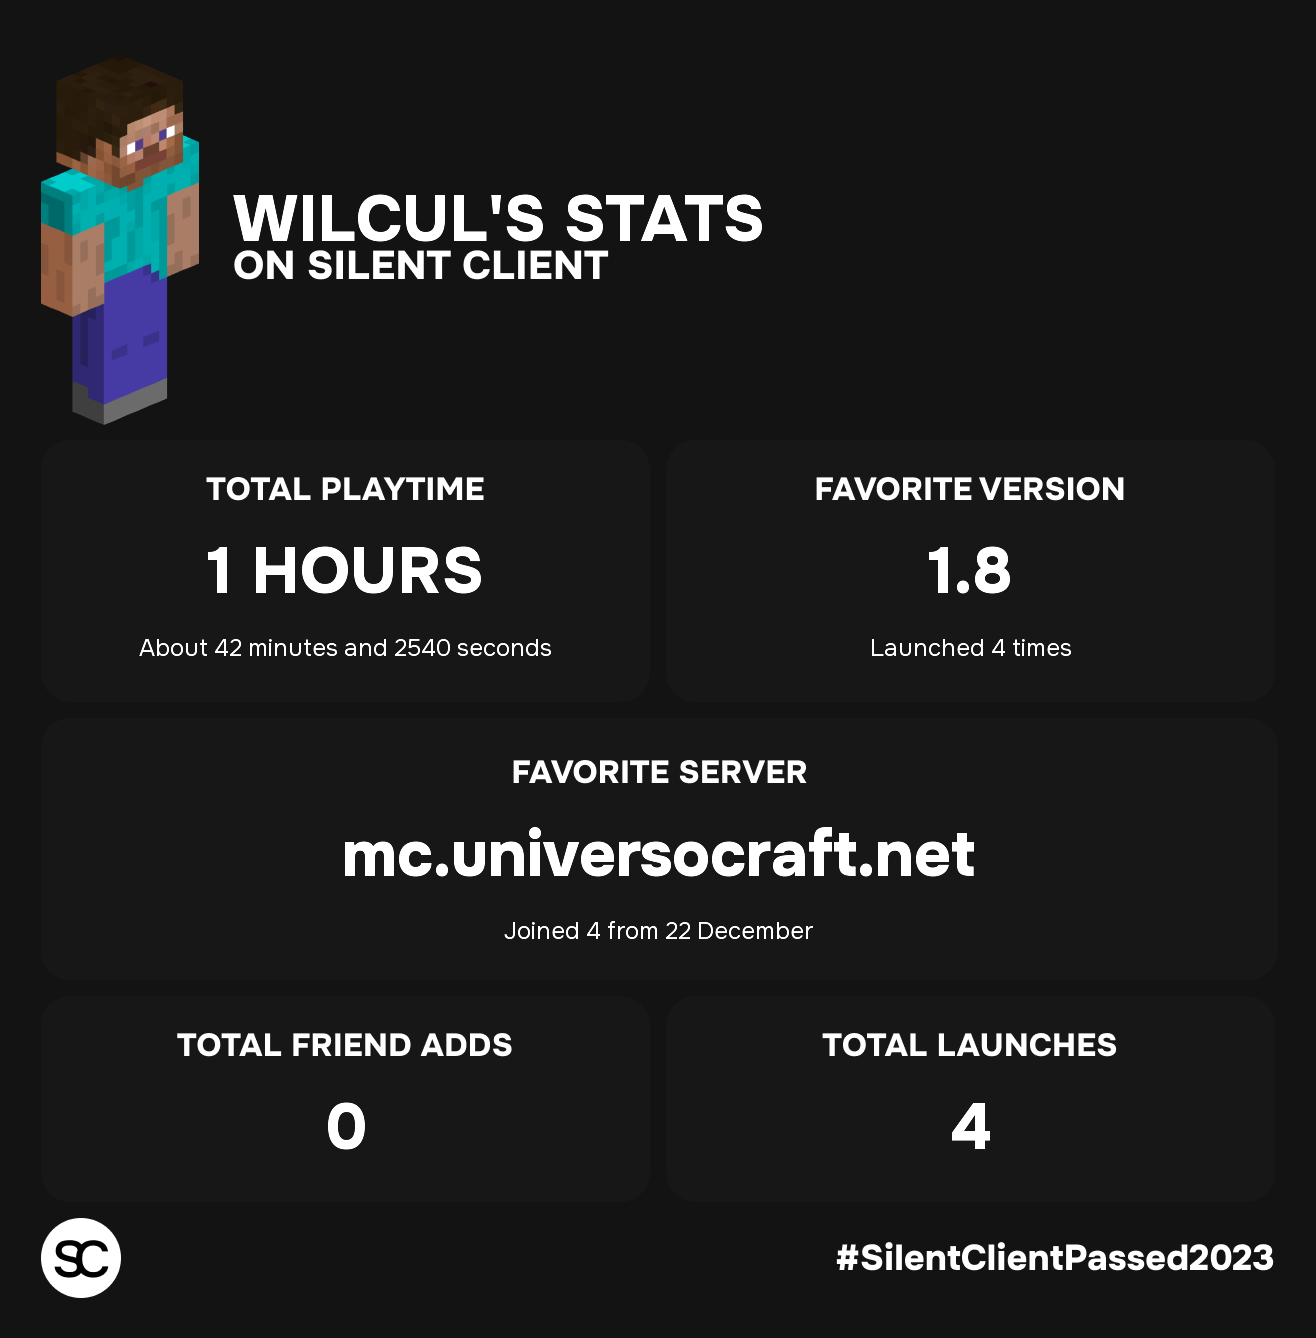 WILCUL'S STATS
ON SILENT CLIENT
TOTAL PLAYTIME
1 HOURS
About 42 minutes and 2540 seconds
FAVORITE VERSION
1.8
Launched 4 times
FAVORITE SERVER
mc.universocraft.net
Joined 4 from 22 December
TOTAL FRIEND ADDS
0
TOTAL LAUNCHES
4
SC
#SilentClientPassed2023